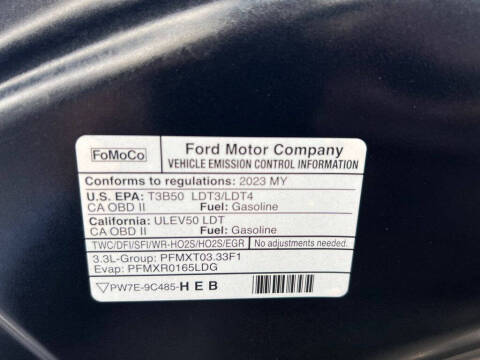 FoMoCo
Ford Motor Company
VEHICLE EMISSION CONTROL INFORMATION
Conforms to regulations: 2023 MY
U.S. EPA: T3B50 LDT3/LDT4
CA OBD II Fuel: Gasoline
California: ULEV50 LDT
CA OBD II Fuel: Gasoline
TWC/DFI/SFI/WR-HO2S/HO2S/EGR No adjustments needed.
3.3L-Group: PFMXT03.33F1
Evap: PFMXR0165LDG
PW7E-9C485-HEB